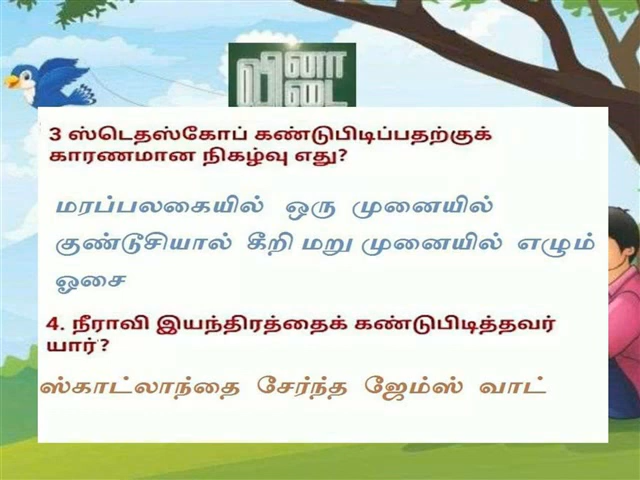 வினா
விடை
3 ஸ்டெதஸ்கோப் கண்டுபிடிப்பதற்குக்
காரணமான நிகழ்வு எது?
மரப்பலகையில் ஒரு முனையில்
குண்டூசியால் கீறி மறு முனையில் எழும்
ஓசை
4. நீராவி இயந்திரத்தைக் கண்டுபிடித்தவர்
யார்?
ஸ்காட்லாந்தை சேர்ந்த ஜேம்ஸ் வாட்